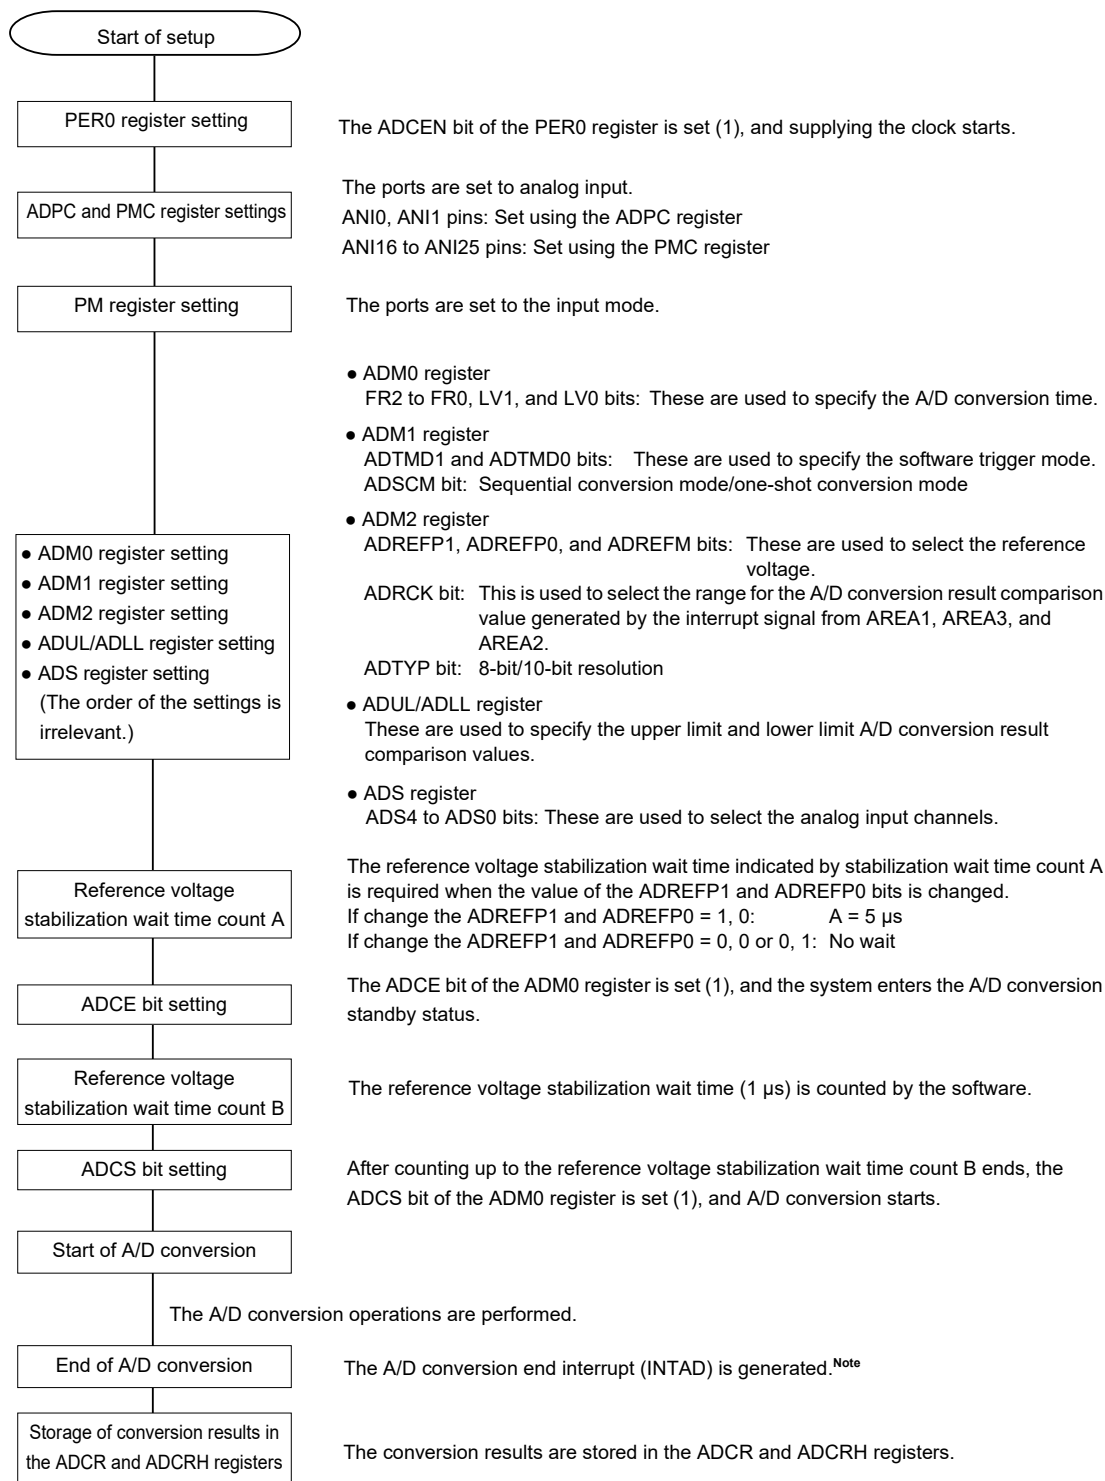 Start of setup
PER0 register setting
The ADCEN bit of the PER0 register is set (1), and supplying the clock starts.
ADPC and PMC register settings
The ports are set to analog input.
ANI0, ANI1 pins: Set using the ADPC register
ANI16 to ANI25 pins: Set using the PMC register
PM register setting
The ports are set to the input mode.
● ADM0 register setting
● ADM1 register setting
● ADM2 register setting
● ADUL/ADLL register setting
● ADS register setting
(The order of the settings is
irrelevant.)
● ADM0 register
FR2 to FR0, LV1, and LV0 bits: These are used to specify the A/D conversion time.
● ADM1 register
ADTMD1 and ADTMD0 bits: These are used to specify the software trigger mode.
ADSCM bit: Sequential conversion mode/one-shot conversion mode
● ADM2 register
ADREFP1, ADREFP0, and ADREFM bits: These are used to select the reference
voltage.
ADRCK bit: This is used to select the range for the A/D conversion result comparison
value generated by the interrupt signal from AREA1, AREA3, and
AREA2.
ADTYP bit: 8-bit/10-bit resolution
● ADUL/ADLL register
These are used to specify the upper limit and lower limit A/D conversion result
comparison values.
● ADS register
ADS4 to ADS0 bits: These are used to select the analog input channels.
Reference voltage
stabilization wait time count A
The reference voltage stabilization wait time indicated by stabilization wait time count A
is required when the value of the ADREFP1 and ADREFP0 bits is changed.
If change the ADREFP1 and ADREFP0 = 1, 0: A = 5 µs
If change the ADREFP1 and ADREFP0 = 0, 0 or 0, 1: No wait
ADCE bit setting
The ADCE bit of the ADM0 register is set (1), and the system enters the A/D conversion
standby status.
Reference voltage
stabilization wait time count B
The reference voltage stabilization wait time (1 µs) is counted by the software.
ADCS bit setting
After counting up to the reference voltage stabilization wait time count B ends, the
ADCS bit of the ADM0 register is set (1), and A/D conversion starts.
Start of A/D conversion
The A/D conversion operations are performed.
End of A/D conversion
The A/D conversion end interrupt (INTAD) is generated.Note
Storage of conversion results in
the ADCR and ADCRH registers
The conversion results are stored in the ADCR and ADCRH registers.